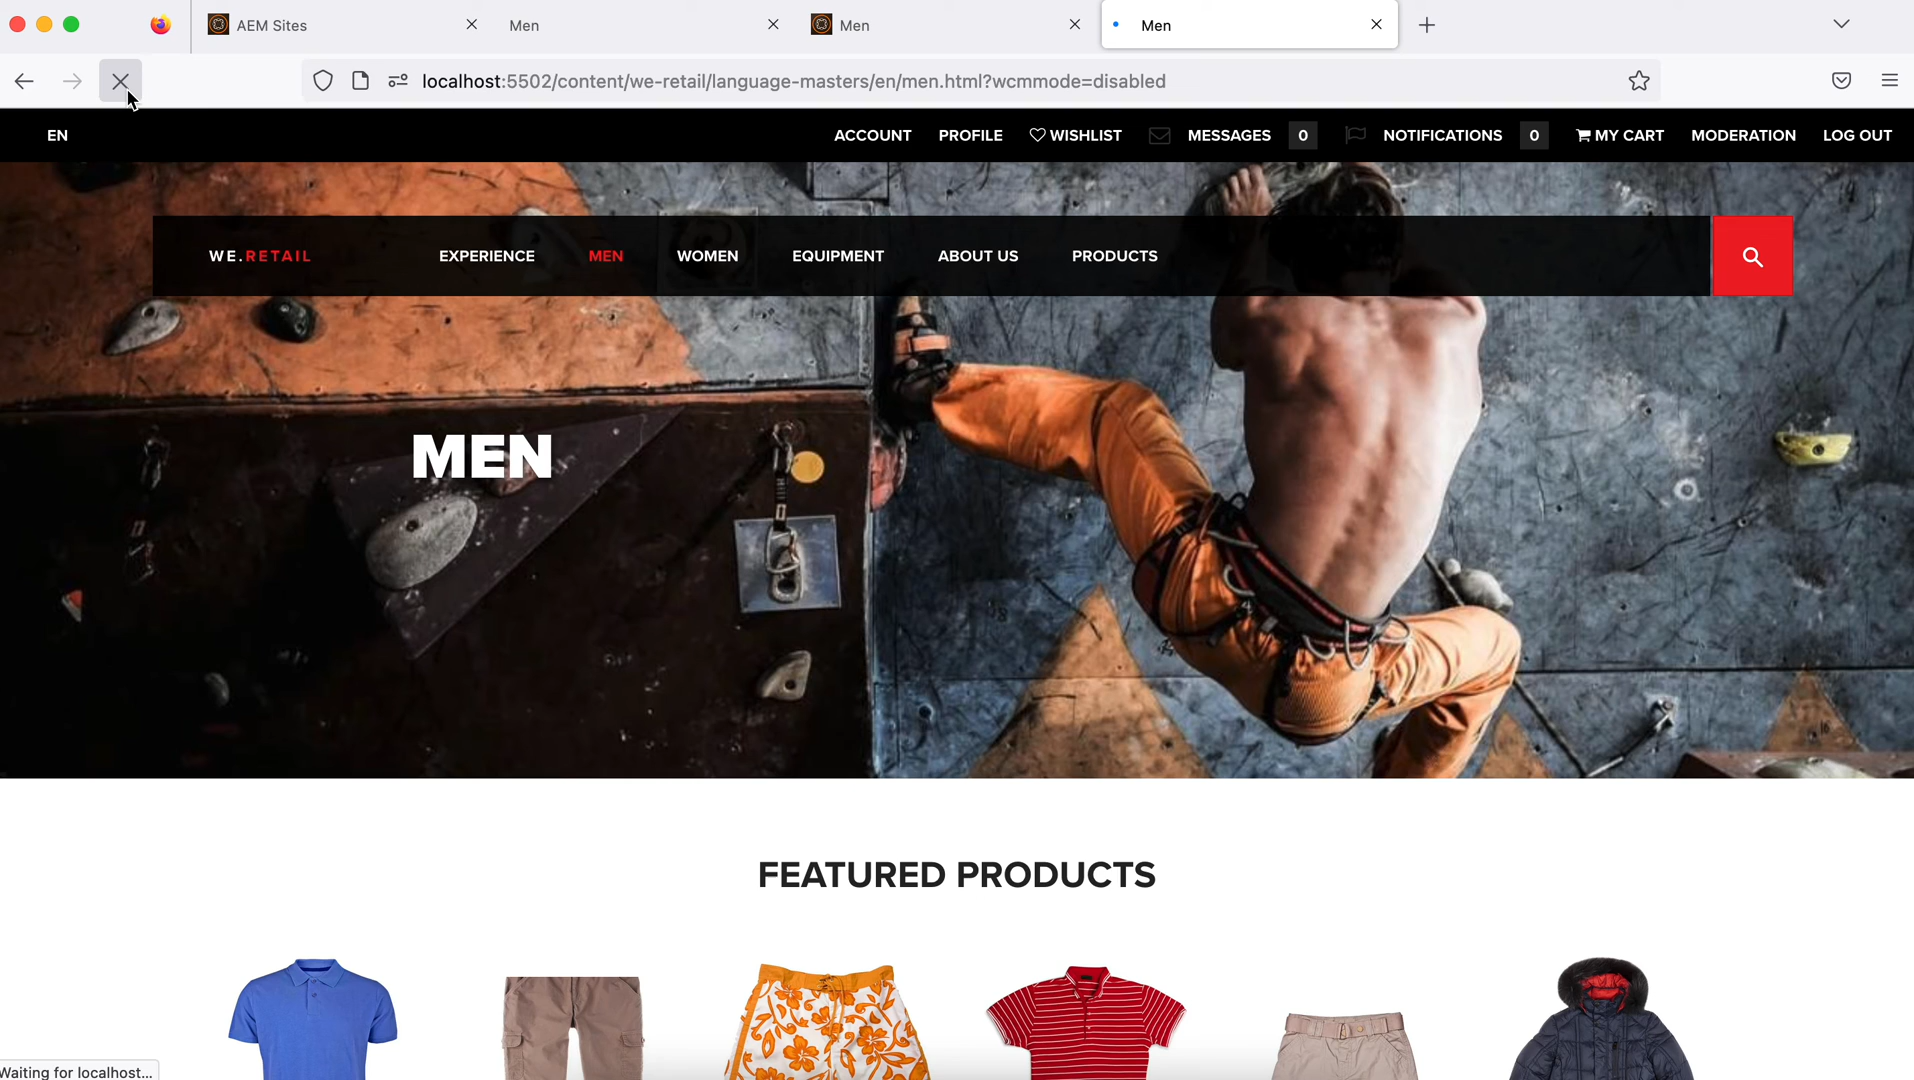 AEM Sites
Men
Men
Men
localhost:5502/content/we-retail/language-masters/en/men.html?wcmmode=disabled
EN
ACCOUNT
PROFILE
WISHLIST
MESSAGES
0
NOTIFICATIONS
0
MY CART
MODERATION
LOG OUT
WE.RETAIL
EXPERIENCE
MEN
WOMEN
EQUIPMENT
ABOUT US
PRODUCTS
MEN
FEATURED PRODUCTS
Waiting for localhost...